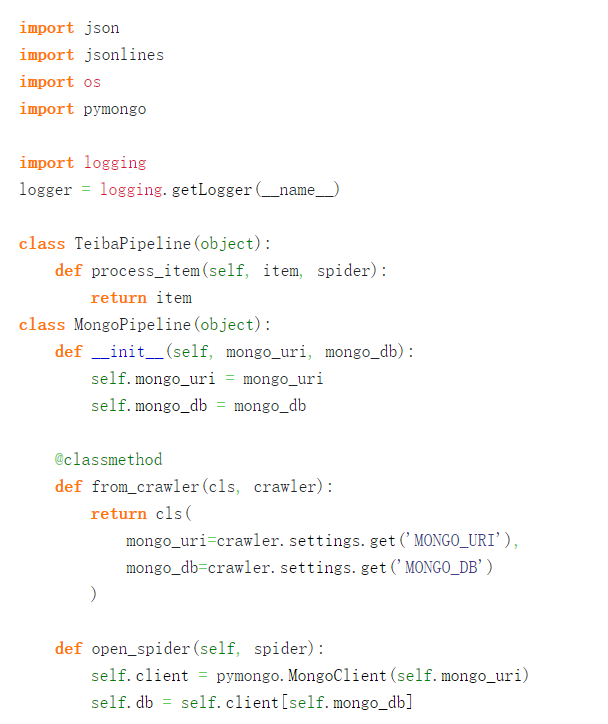 import json
import jsonlines
import os
import pymongo

import logging
logger = logging.getLogger(__name__)

class TeibaPipeline(object):
    def process_item(self, item, spider):
        return item
class MongoPipeline(object):
    def __init__(self, mongo_uri, mongo_db):
        self.mongo_uri = mongo_uri
        self.mongo_db = mongo_db

    @classmethod
    def from_crawler(cls, crawler):
        return cls(
            mongo_uri=crawler.settings.get('MONGO_URI'),
            mongo_db=crawler.settings.get('MONGO_DB')
        )

    def open_spider(self, spider):
        self.client = pymongo.MongoClient(self.mongo_uri)
        self.db = self.client[self.mongo_db]